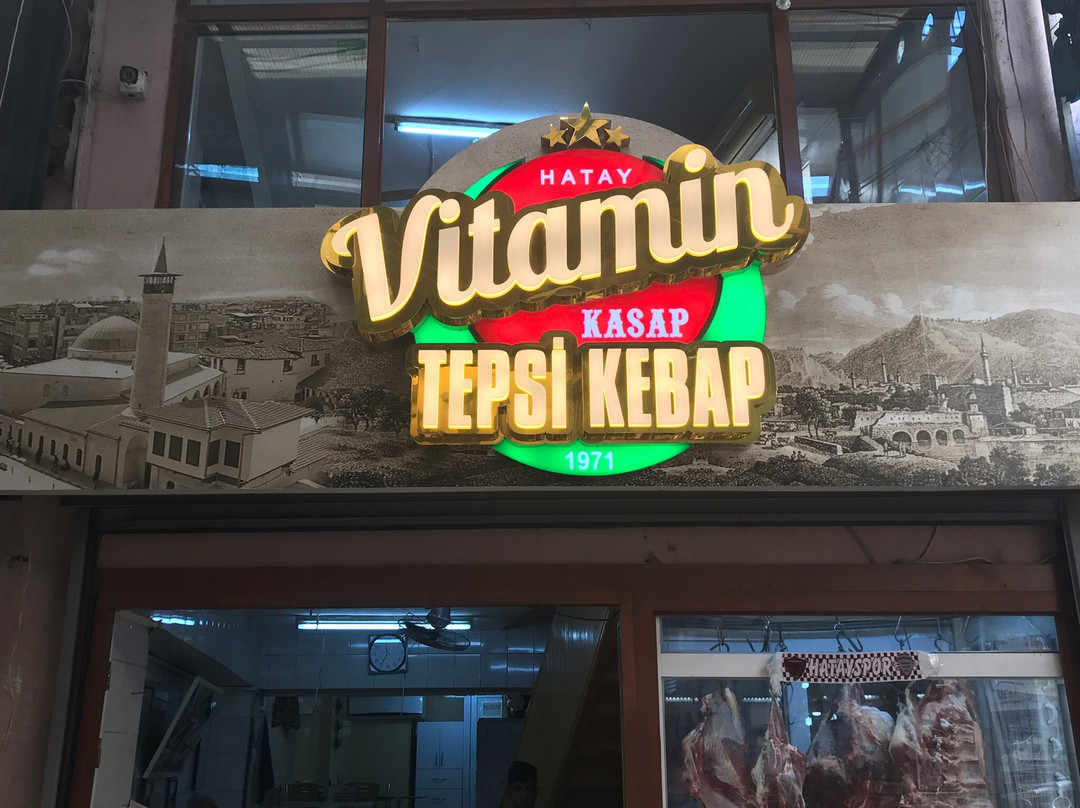 HATAY
Vitamin
KASAP
TEPSİ KEBAP
1971
HATAYSPOR